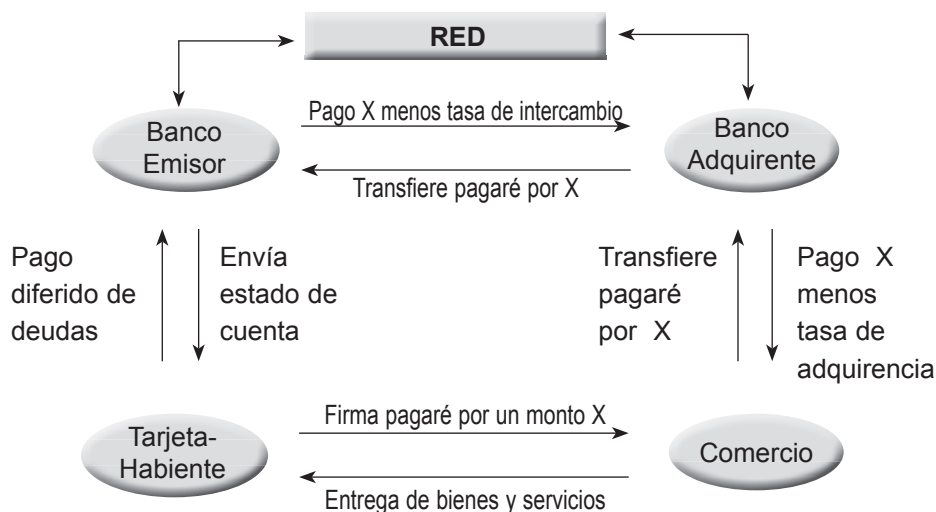 RED
Pago X menos tasa de intercambio
Banco
Emisor
Banco
Adquirente
Transfiere pagaré por X
Pago
diferido de
deudas
Envía
estado de
cuenta
Transfiere
pagaré
por X
Pago X
menos
tasa de
adquirencia
Firma pagaré por un monto X
Tarjeta-
Habiente
Comercio
Entrega de bienes y servicios